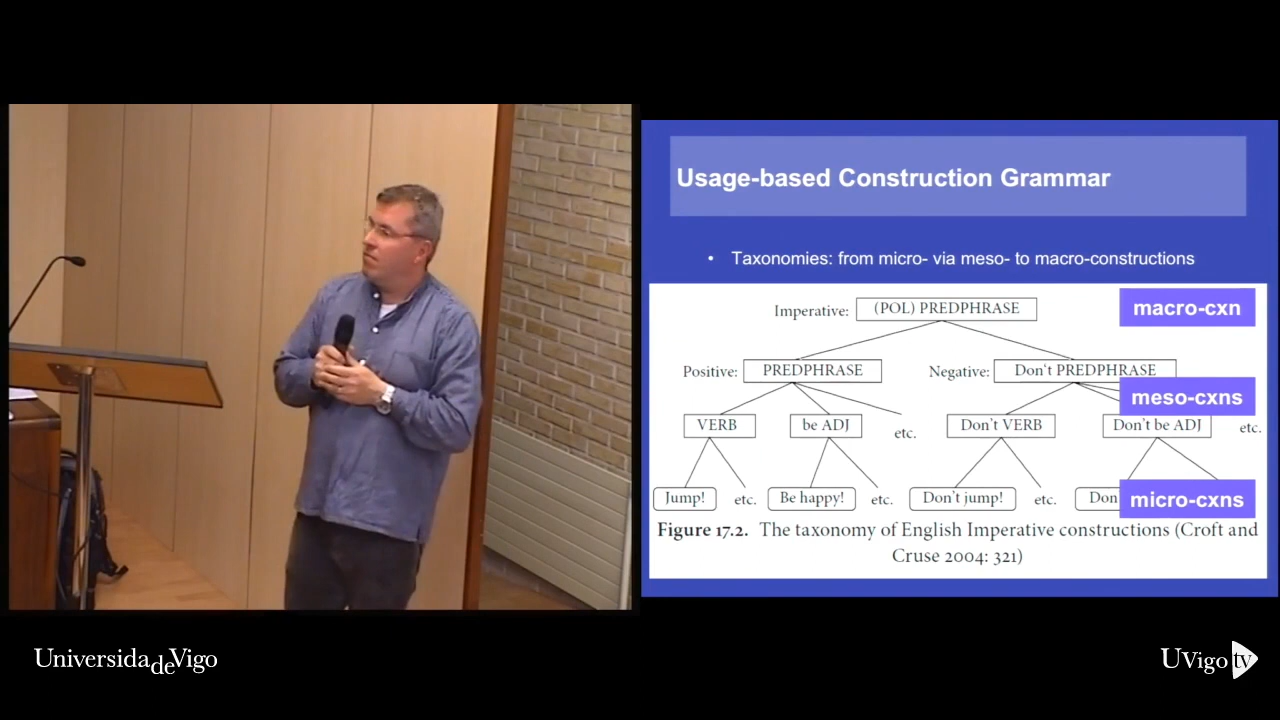 Usage-based Construction Grammar
• Taxonomies: from micro- via meso- to macro-constructions
Imperative: (POL) PREDPHRASE macro-cxn
Positive: PREDPHRASE Negative: Don't PREDPHRASE
meso-cxns
VERB be ADJ etc. Don't VERB Don't be ADJ etc.
Jump! etc. Be happy! etc. Don't jump! etc. Don micro-cxns
Figure 17.2. The taxonomy of English Imperative constructions (Croft and
Cruse 2004: 321)
UniversidadeVigo
UVigo tv